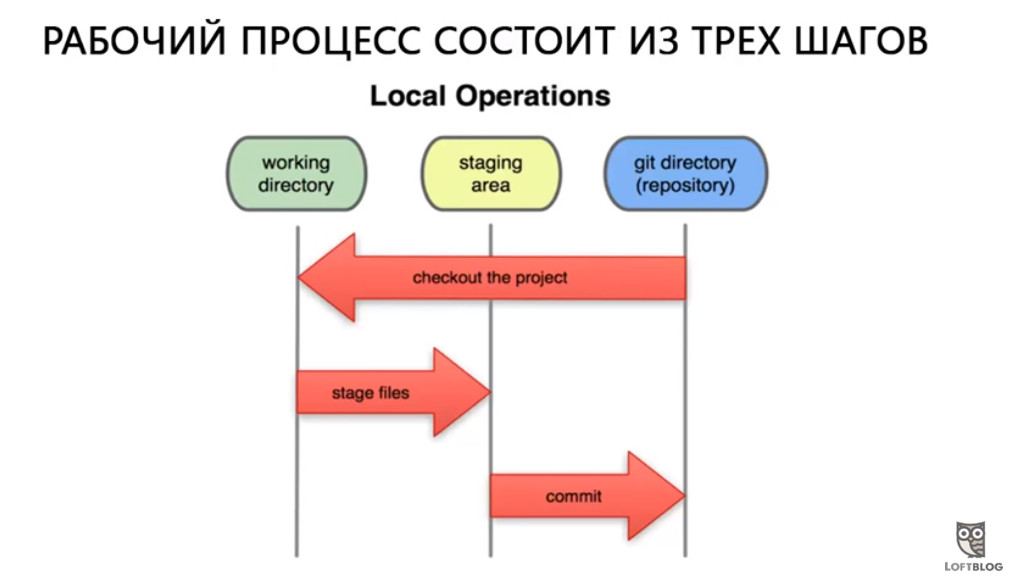 РАБОЧИЙ ПРОЦЕСС СОСТОИТ ИЗ ТРЕХ ШАГОВ
Local Operations
working
directory
staging
area
git directory
(repository)
checkout the project
stage files
commit
LOFTBLOG